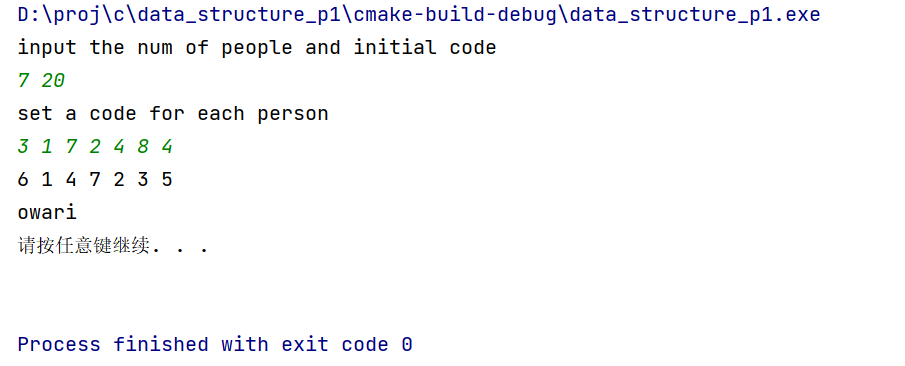 D:\proj\c\data_structure_p1\cmake-build-debug\data_structure_p1.exe
input the num of people and initial code
7 20
set a code for each person
3 1 7 2 4 8 4
6 1 4 7 2 3 5
owari
请按任意键继续. . .
Process finished with exit code 0